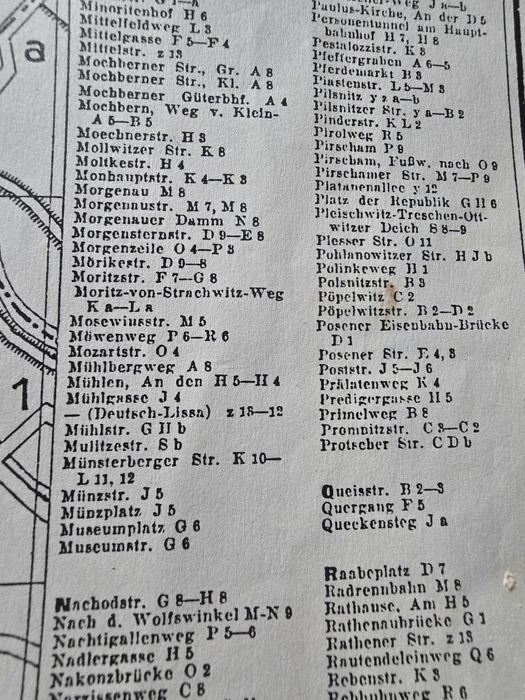 a
1
Minoritenhof H 6
Mittelfeldweg L 3
Mittelgasse F 5—F 4
Mittelstr. z 13
Mochberner Str., Gr. A 8
Mochberner Str., Kl. A 8
Mochberner Güterbhf. A 4
Mochbern, Weg v. Klein-
A 5—B 5
Moechnerstr. H 3
Mollwitzer Str. K 8
Moltkestr. H 4
Monhauptstr. K 4—K 3
Morgenau M 8
Morgenaustr. M 7, M 8
Morgenauer Damm N 8
Morgensternstr. D 9—E 8
Morgenzeile O 4—P 3
Mörikestr. D 9—8
Moritzstr. F 7—G 8
Moritz-von-Strachwitz-Weg
K a—L a
Mosewiusstr. M 5
Möwenweg P 6—R 6
Mozartstr. O 4
Mühlbergweg A 8
Mühlen, An den H 5—H 4
Mühlgasse J 4
— (Deutsch-Lissa) z 13—12
Mühlstr. G H b
Mulitzestr. S b
Münsterberger Str. K 10—
L 11, 12
Münzstr. J 5
Münzplatz J 5
Museumplatz G 6
Museumstr. G 6
Nachodstr. G 8—H 8
Nach d. Wolfswinkel M-N 9
Nachtigallenweg P 5—6
Nadlergasse H 5
Nakonzbrücke O 2
Narzissenweg C 8
J a—b
Paulus-Kirche, An der D 5
Personentunnel am Haupt-
bahnhof H 7, H 8
Pestalozzistr. K 3
Pfeffergraben A 6—5
Pferdemarkt B 3
Piastenstr. L 5—M 3
Pilsnitz y z a—b
Pilsnitzer Str. y a—B 2
Pinderstr. K L 2
Pirolweg R 5
Pirscham P 9
Pirscham, Fußw. nach O 9
Pirschamer Str. M 7—P 9
Platanenallee y 12
Platz der Republik G H 6
Pleischwitz-Treschen-Ott-
witzer Deich S 8—9
Plesser Str. O 11
Pohlanowitzer Str. H J b
Polinkeweg H 1
Polsnitzstr. B 3
Pöpelwitz C 2
Pöpelwitzstr. B 2—D 2
Posener Eisenbahn-Brücke
D 1
Posener Str. E 4, 3
Poststr. J 5—J 6
Prälatenweg K 4
Predigergasse H 5
Primelweg B 8
Promnitzstr. C 3—C 2
Protscher Str. C D b
Queisstr. B 2—3
Quergang F 5
Queckensteg J a
Raabeplatz D 7
Radrennbahn M 8
Rathause, Am H 5
Rathenaubrücke G 1
Rathener Str. z 13
Rautendeleinweg Q 6
Rebenstr. K 3
Rebhuhnweg R 6